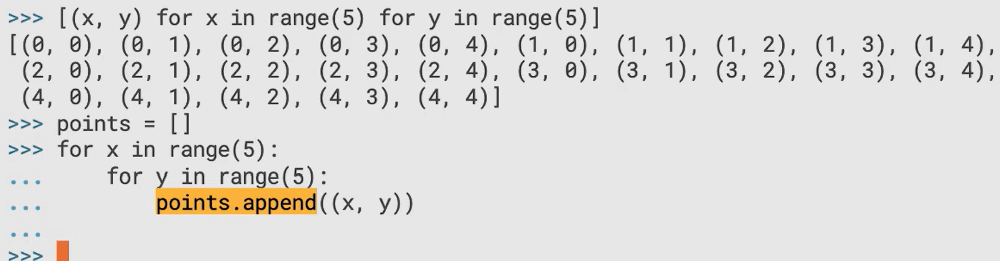 >>> [(x, y) for x in range(5) for y in range(5)]
[(0, 0), (0, 1), (0, 2), (0, 3), (0, 4), (1, 0), (1, 1), (1, 2), (1, 3), (1, 4),
 (2, 0), (2, 1), (2, 2), (2, 3), (2, 4), (3, 0), (3, 1), (3, 2), (3, 3), (3, 4),
 (4, 0), (4, 1), (4, 2), (4, 3), (4, 4)]
>>> points = []
>>> for x in range(5):
...     for y in range(5):
...         points.append((x, y))
...
>>>